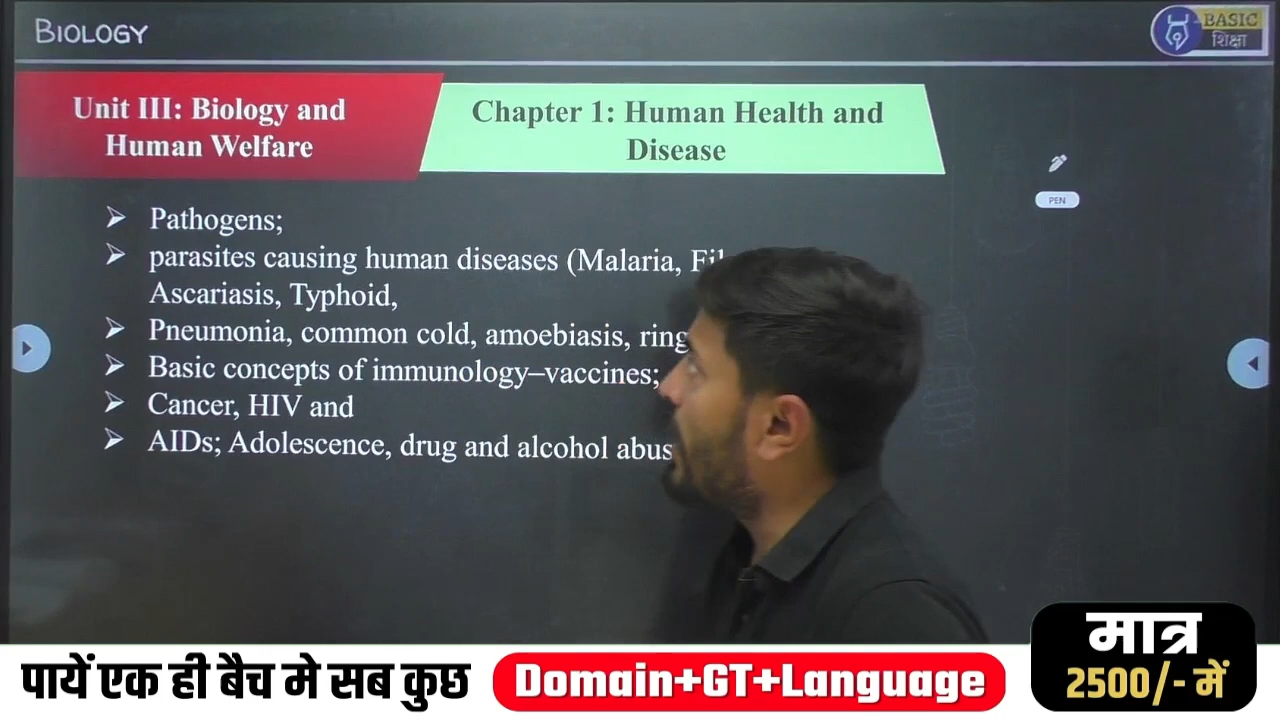 BIOLOGY
BASIC
शिक्षा
Unit III: Biology and
Human Welfare
Chapter 1: Human Health and
Disease
PEN
➢ Pathogens;
➢ parasites causing human diseases (Malaria,
Ascariasis, Typhoid,
➢ Pneumonia, common cold, amoebiasis, ring
➢ Basic concepts of immunology–vaccines;
➢ Cancer, HIV and
➢ AIDs; Adolescence, drug and alcohol abus
पायें एक ही बैच मे सब कुछ
Domain+GT+Language
मात्र
2500/- में